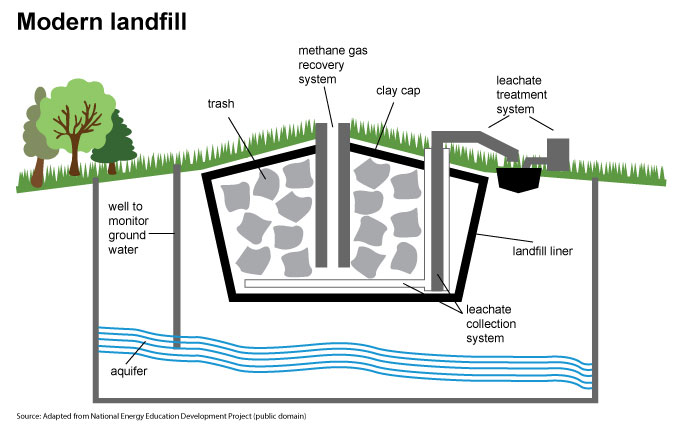 Modern landfill
methane gas
recovery
system
clay cap
leachate
treatment
system
trash
well to
monitor
ground
water
landfill liner
leachate
collection
system
aquifer
Source: Adapted from National Energy Education Development Project (public domain)